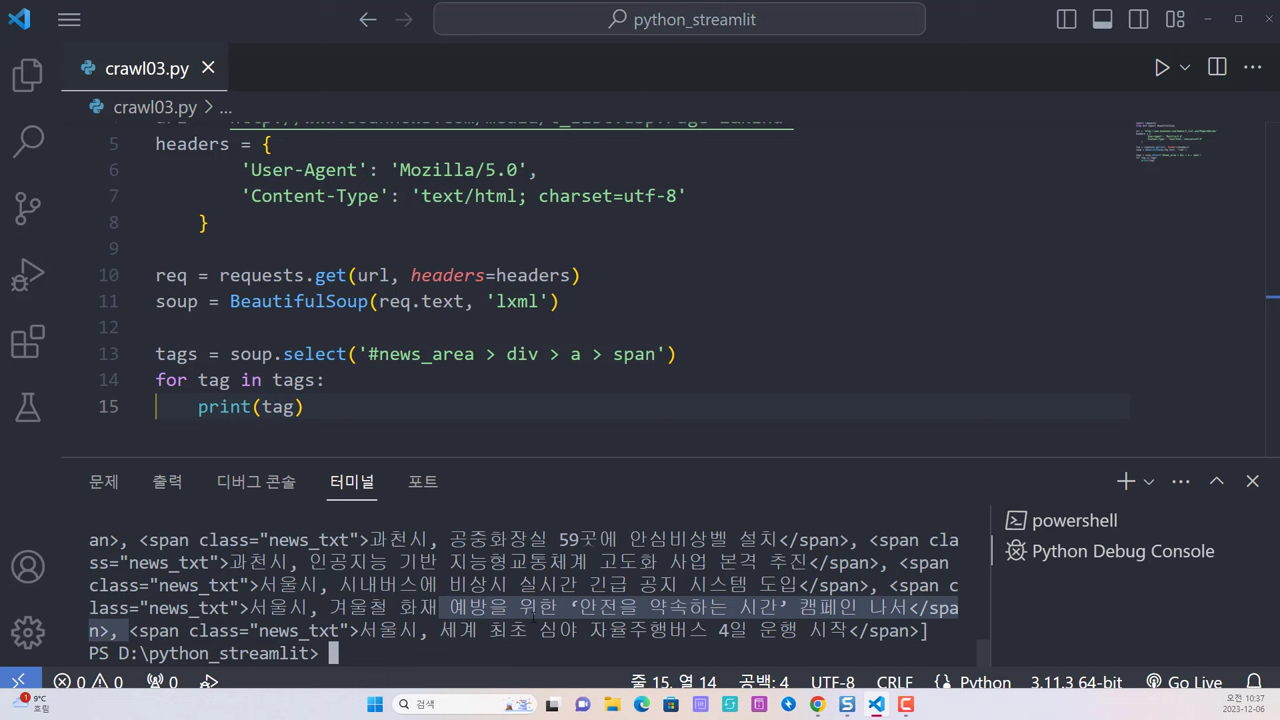 python_streamlit
crawl03.py
crawl03.py > ...
5 headers = {
6 'User-Agent': 'Mozilla/5.0',
7 'Content-Type': 'text/html; charset=utf-8'
8 }
9
10 req = requests.get(url, headers=headers)
11 soup = BeautifulSoup(req.text, 'lxml')
12
13 tags = soup.select('#news_area > div > a > span')
14 for tag in tags:
15 print(tag)
문제 출력 디버그 콘솔 터미널 포트
an>, <span class="news_txt">과천시, 공중화장실 59곳에 안심비상벨 설치</span>, <span cla
ss="news_txt">과천시, 인공지능 기반 지능형교통체계 고도화 사업 본격 추진</span>, <span
class="news_txt">서울시, 시내버스에 비상시 실시간 긴급 공지 시스템 도입</span>, <span c
lass="news_txt">서울시, 겨울철 화재 예방을 위한 ‘안전을 약속하는 시간’ 캠페인 나서</spa
n>, <span class="news_txt">서울시, 세계 최초 심야 자율주행버스 4일 운행 시작</span>]
PS D:\python_streamlit>
powershell
Python Debug Console
0 0 0 줄 15, 열 14 공백: 4 UTF-8 CRLF Python 3.11.3 64-bit Go Live
1 9°C
흐림
검색
오전 10:37
2023-12-06